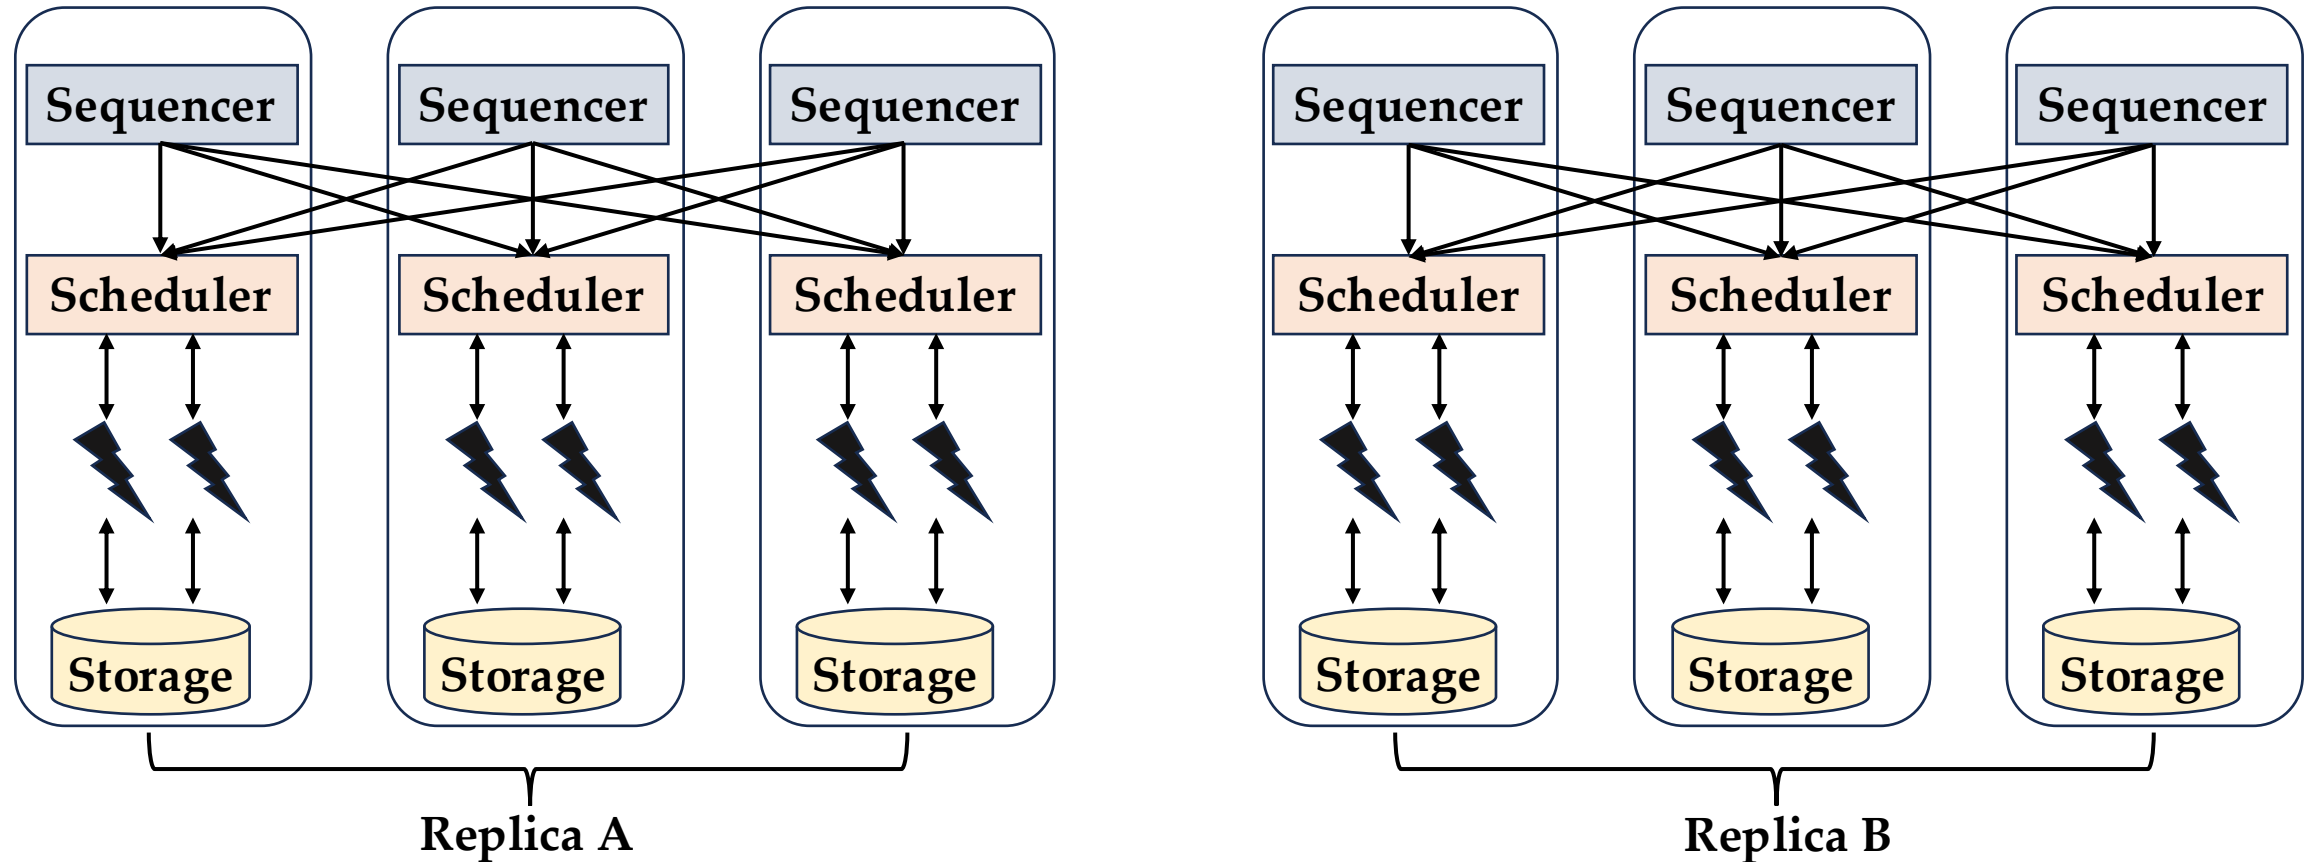 Sequencer Sequencer Sequencer Sequencer Sequencer Sequencer
Scheduler Scheduler Scheduler Scheduler Scheduler Scheduler
Storage Storage Storage Storage Storage Storage
Replica A Replica B